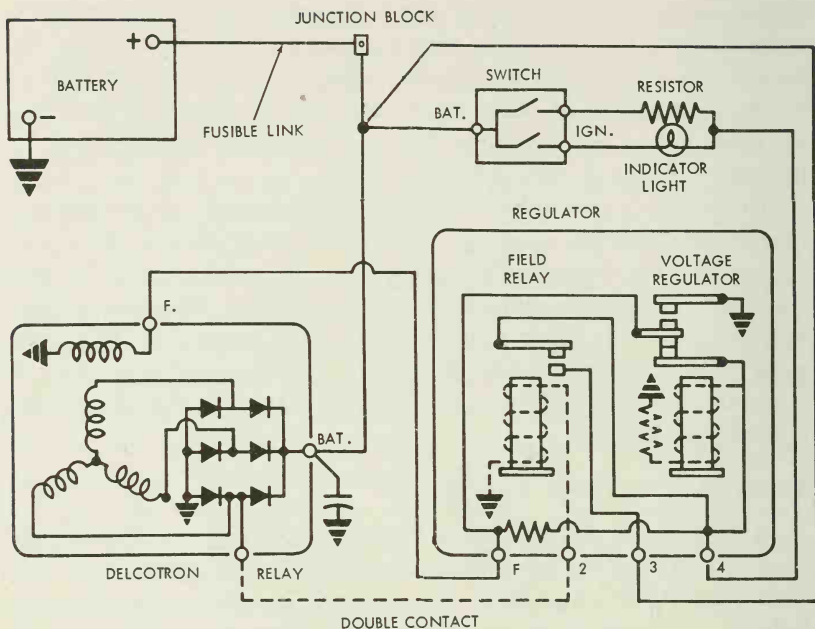 JUNCTION BLOCK
+
BATTERY
-
FUSIBLE LINK
SWITCH
BAT.
IGN.
RESISTOR
INDICATOR
LIGHT
REGULATOR
FIELD
RELAY
VOLTAGE
REGULATOR
F.
BAT.
DELCOTRON
RELAY
F
2
3
4
DOUBLE CONTACT